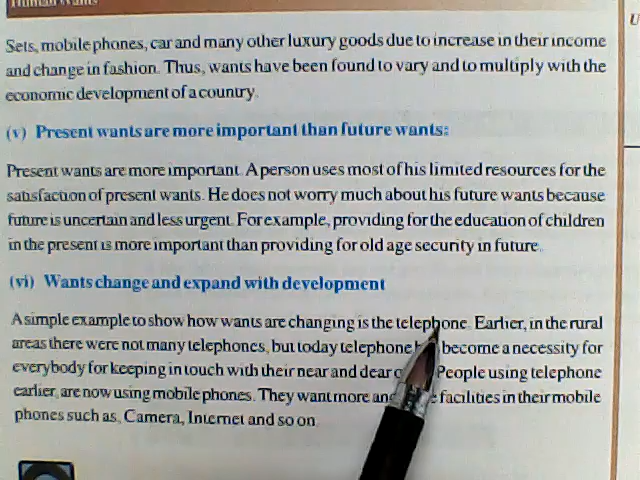 Human Wants
Sets, mobile phones, car and many other luxury goods due to increase in their income
and change in fashion. Thus, wants have been found to vary and to multiply with the
economic development of a country.
(v) Present wants are more important than future wants:
Present wants are more important. A person uses most of his limited resources for the
satisfaction of present wants. He does not worry much about his future wants because
future is uncertain and less urgent. For example, providing for the education of children
in the present is more important than providing for old age security in future.
(vi) Wants change and expand with development
A simple example to show how wants are changing is the telephone. Earlier, in the rural
areas there were not many telephones, but today telephone become a necessity for
everybody for keeping in touch with their near and dear People using telephone
earlier, are now using mobile phones. They want more facilities in their mobile
phones such as, Camera, Internet and so on.